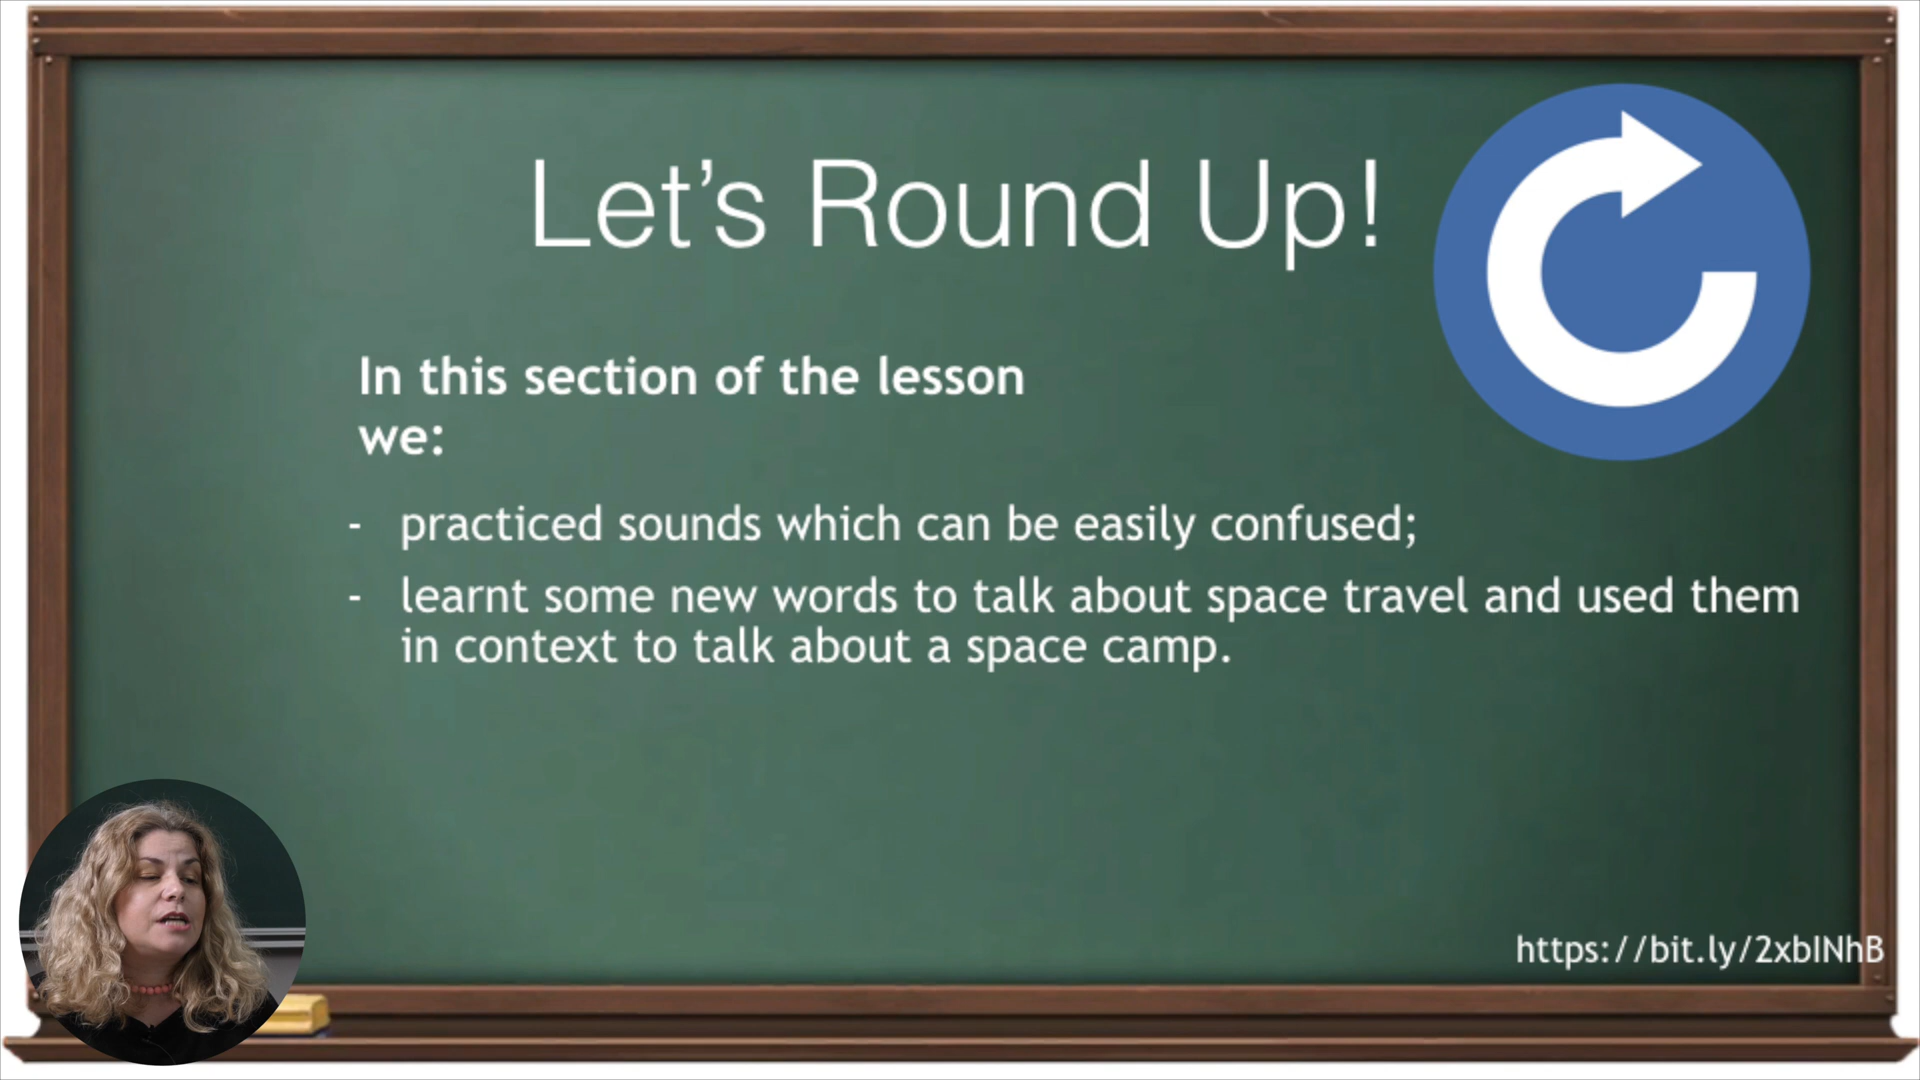 Let’s Round Up!
In this section of the lesson
we:
- practiced sounds which can be easily confused;
- learnt some new words to talk about space travel and used them
in context to talk about a space camp.
https://bit.ly/2xbINhB